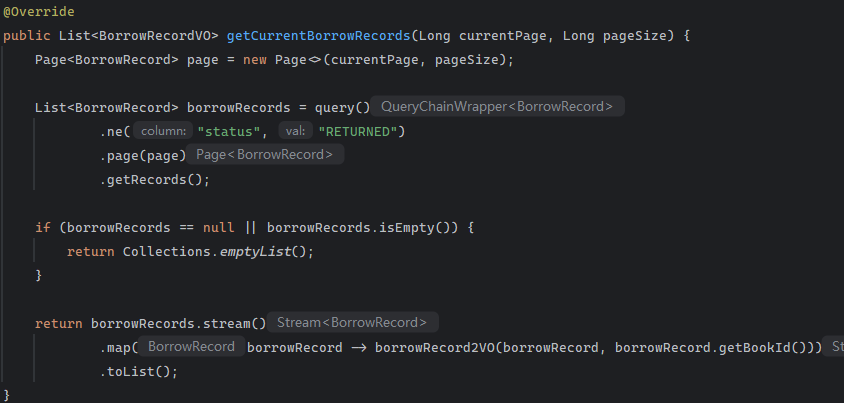 @Override
public List<BorrowRecordVO> getCurrentBorrowRecords(Long currentPage, Long pageSize) {
    Page<BorrowRecord> page = new Page<>(currentPage, pageSize);

    List<BorrowRecord> borrowRecords = query() QueryChainWrapper<BorrowRecord>
            .ne( column: "status", val: "RETURNED")
            .page(page) Page<BorrowRecord>
            .getRecords();

    if (borrowRecords == null || borrowRecords.isEmpty()) {
        return Collections.emptyList();
    }

    return borrowRecords.stream() Stream<BorrowRecord>
            .map( BorrowRecord borrowRecord -> borrowRecord2VO(borrowRecord, borrowRecord.getBookId())) St
            .toList();
}